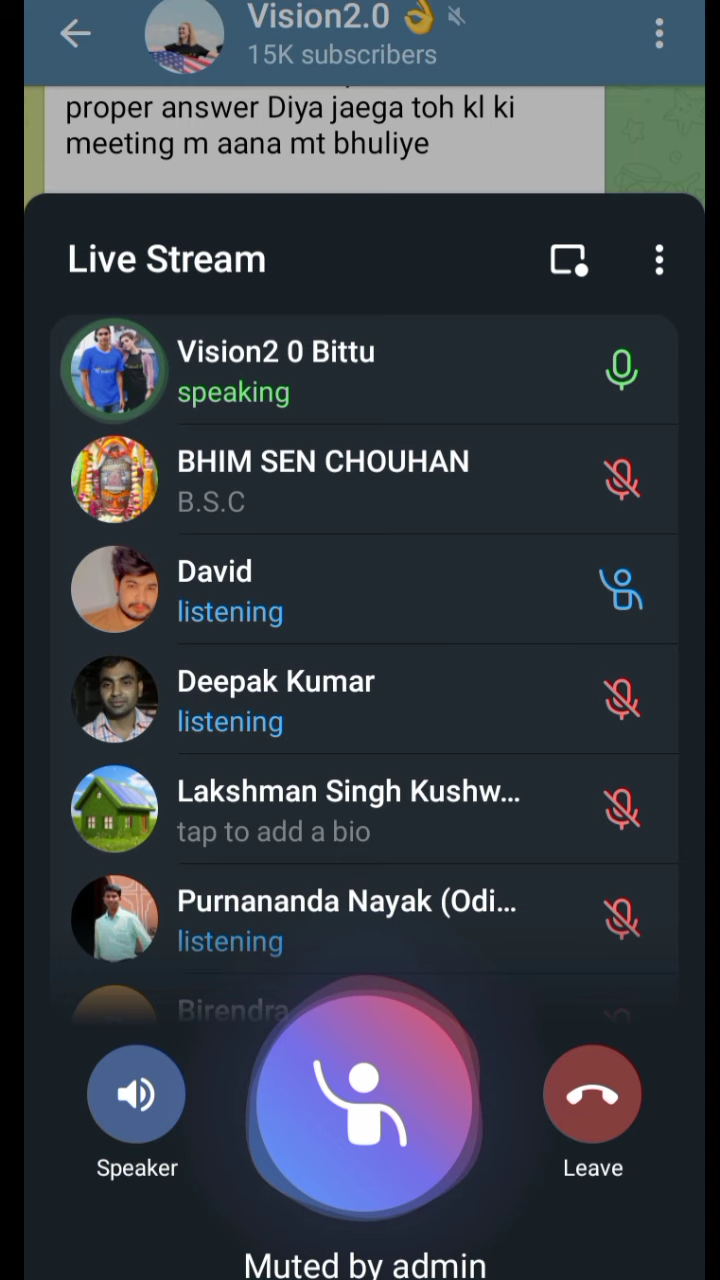 Vision2.0 👌
15K subscribers
proper answer Diya jaega toh kl ki
meeting m aana mt bhuliye
Live Stream
Vision2 0 Bittu
speaking
BHIM SEN CHOUHAN
B.S.C
David
listening
Deepak Kumar
listening
Lakshman Singh Kushw...
tap to add a bio
Purnananda Nayak (Odi...
listening
Birendra
Speaker
Leave
Muted by admin